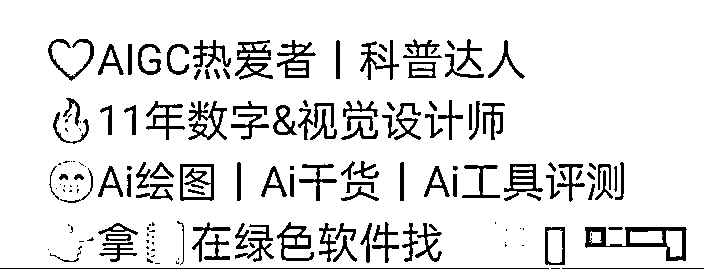 ♡AIGC热爱者丨科普达人
🔥11年数字&视觉设计师
😁Ai绘图丨Ai干货丨Ai工具评测
👉拿 在绿色软件找